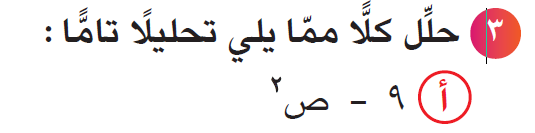 ٣ حلِّل كلًّا ممّا يلي تحليلًا تامًّا :
أ ٩ - ص٢